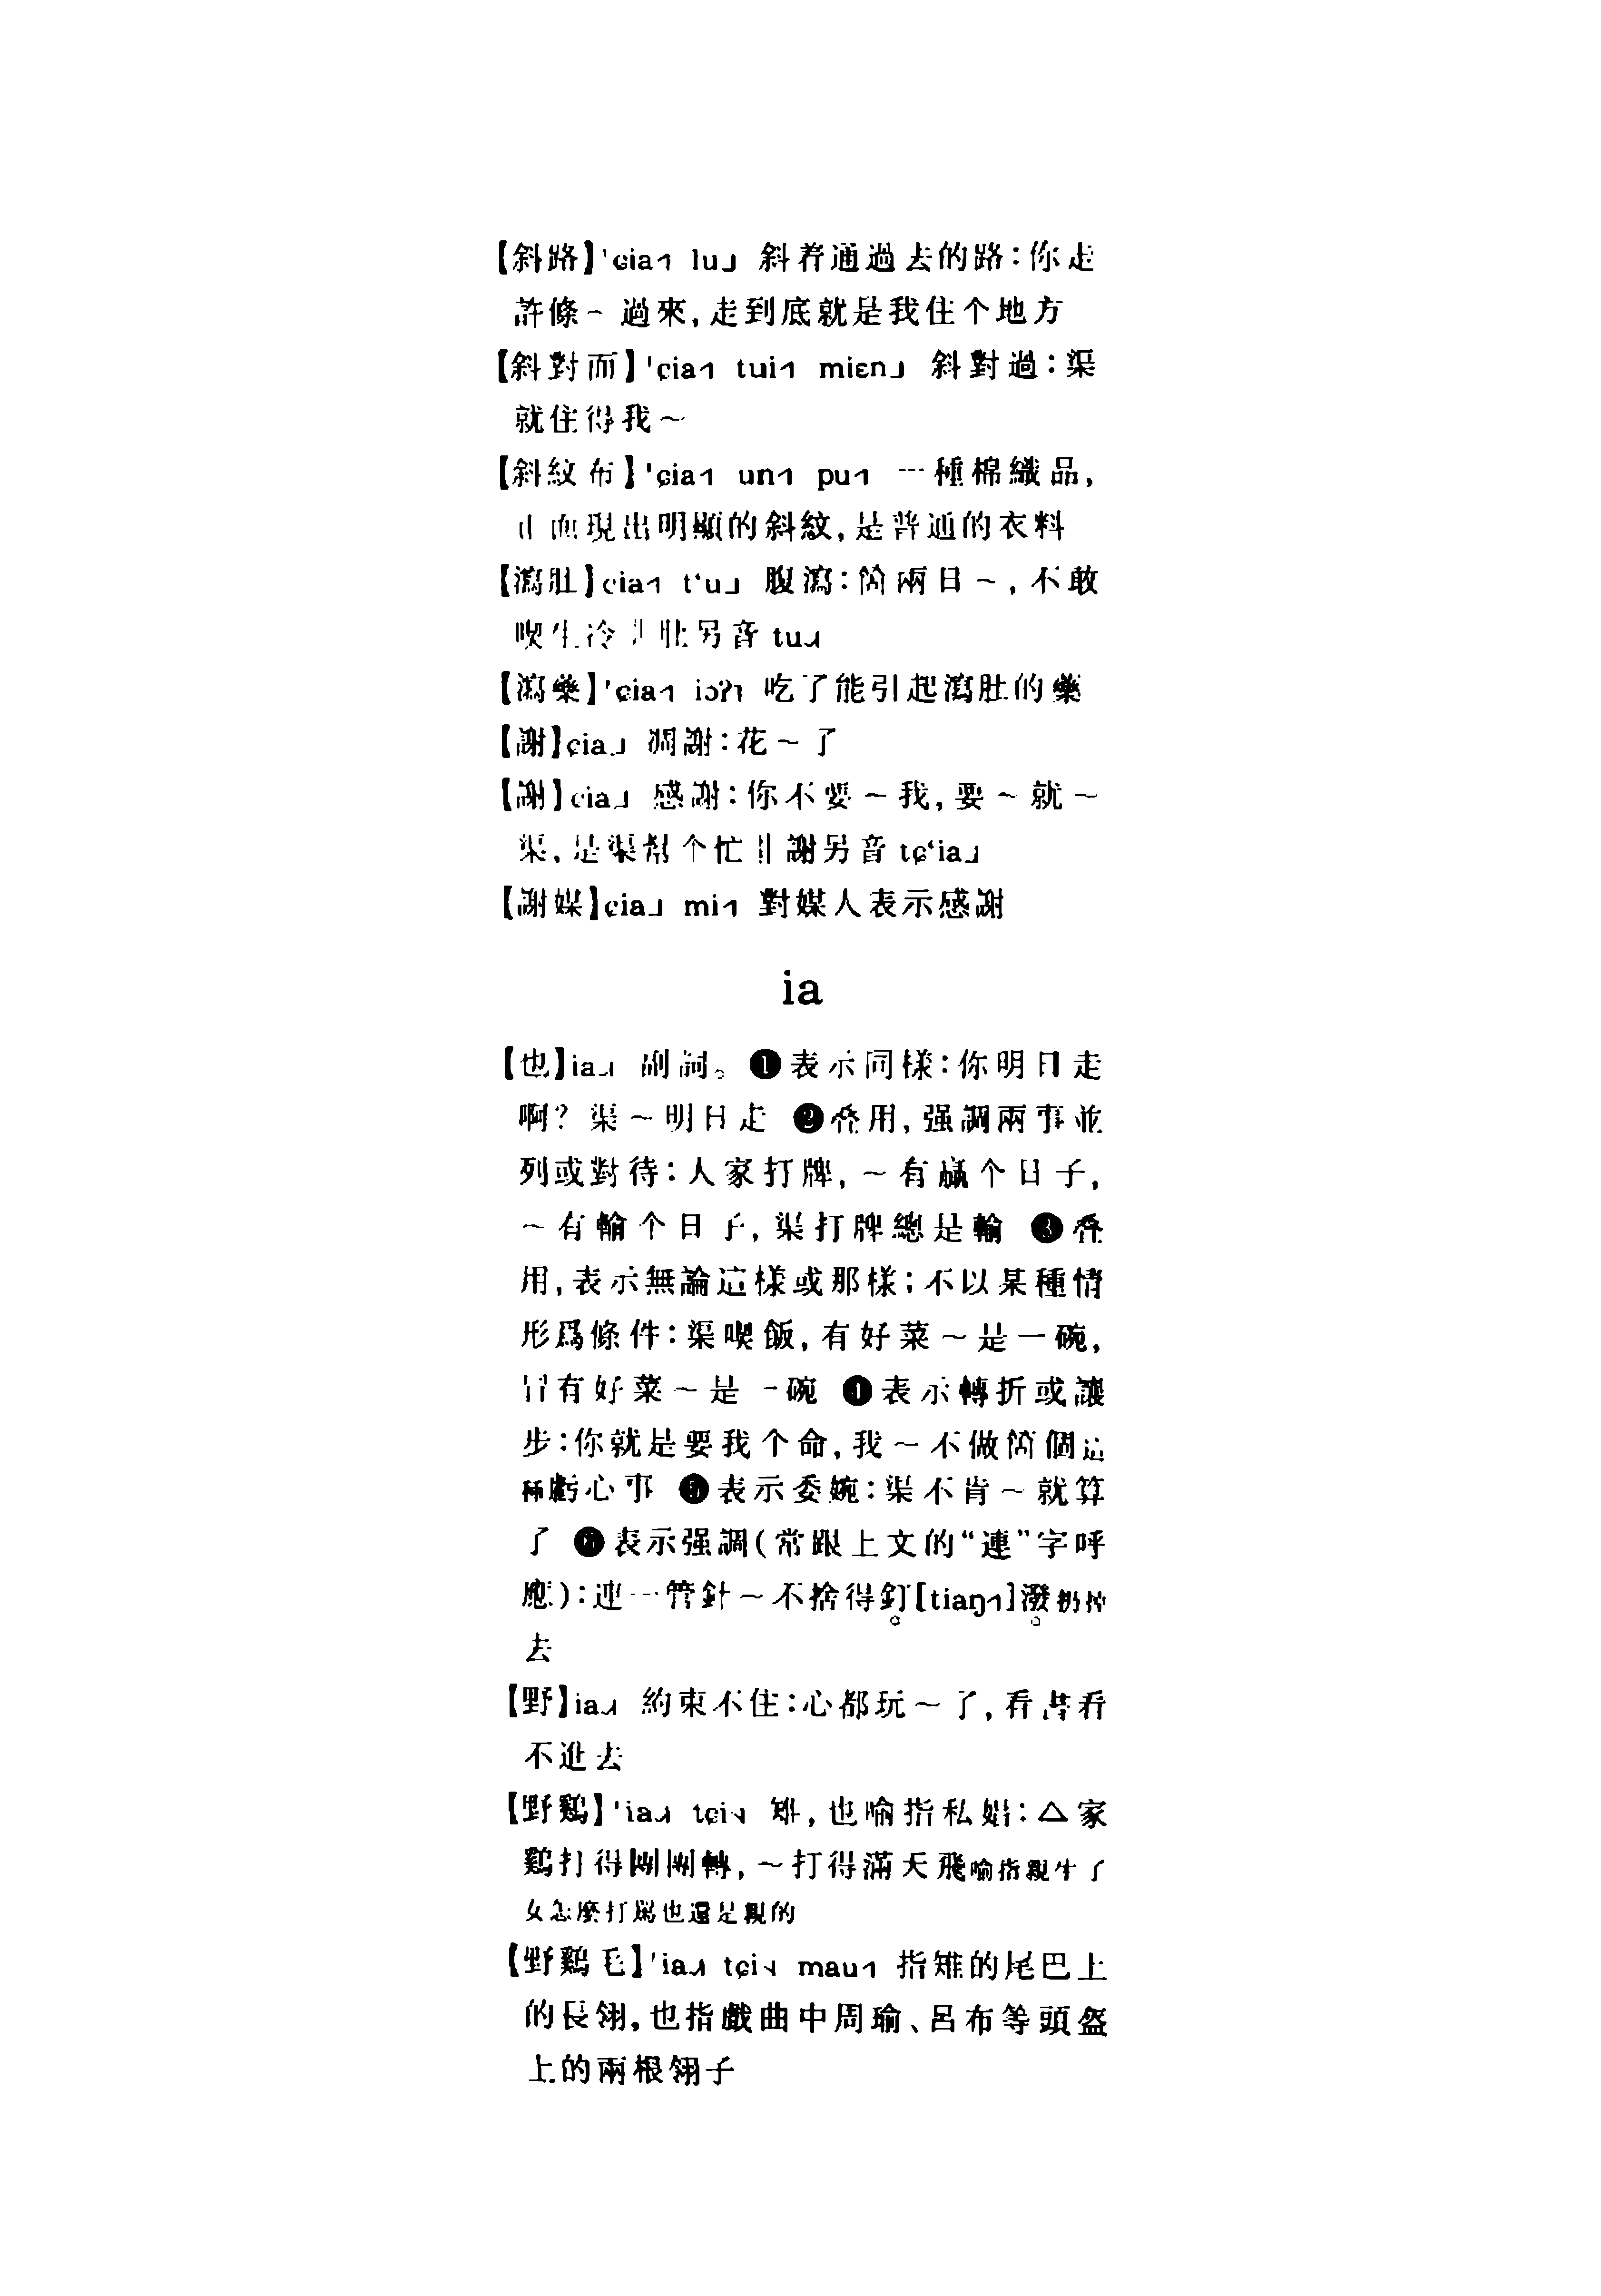 【斜路】'ɕia˦ lu˩ 斜着通過去的路：你走
許條～過來，走到底就是我住个地方
【斜對面】'ɕia˦ tui˦ miɛn˩ 斜對過：渠
就住得我～
【斜紋布】'ɕia˦ un˦ pu˦ 一種棉織品，
正面現出明顯的斜紋，是普通的衣料
【瀉肚】ɕia˦ t‘u˩ 腹瀉：箇兩日～，不敢
喫生冷‖肚另音 tu˩˧
【瀉藥】'ɕia˦ iɔʔ˥ 吃了能引起瀉肚的藥
【謝】ɕia˩ 凋謝：花～了
【謝】ɕia˩ 感謝：你不要～我，要～就～
渠，是渠幫个忙‖謝另音 tɕ‘ia˩
【謝媒】ɕia˩ mi˦ 對媒人表示感謝
ia
【也】ia˩˧ 副詞。❶表示同樣：你明日走
啊？渠～明日走 ❷叠用，强調兩事並
列或對待：人家打牌，～有贏个日子，
～有輸个日子，渠打牌總是輸 ❸叠
用，表示無論這樣或那樣；不以某種情
形爲條件：渠喫飯，有好菜～是一碗，
冇有好菜～是一碗 ❹表示轉折或讓
步：你就是要我个命，我～不做箇個這
種虧心事 ❺表示委婉：渠不肯～就算
了 ❻表示强調（常跟上文的“連”字呼
應）：連一管針～不捨得釘[tiaŋ˦]潑扔掉
去
【野】ia˩˧ 約束不住：心都玩～了，看書看
不進去
【野鷄】'ia˩˧ tɕi˨ 雉，也喻指私娼：△家
鷄打得團團轉，～打得滿天飛喻指親生子
女怎麼打駡也還是親的
【野鷄毛】'ia˩˧ tɕi˨ mau˦ 指雉的尾巴上
的長翎，也指戲曲中周瑜、呂布等頭盔
上的兩根翎子